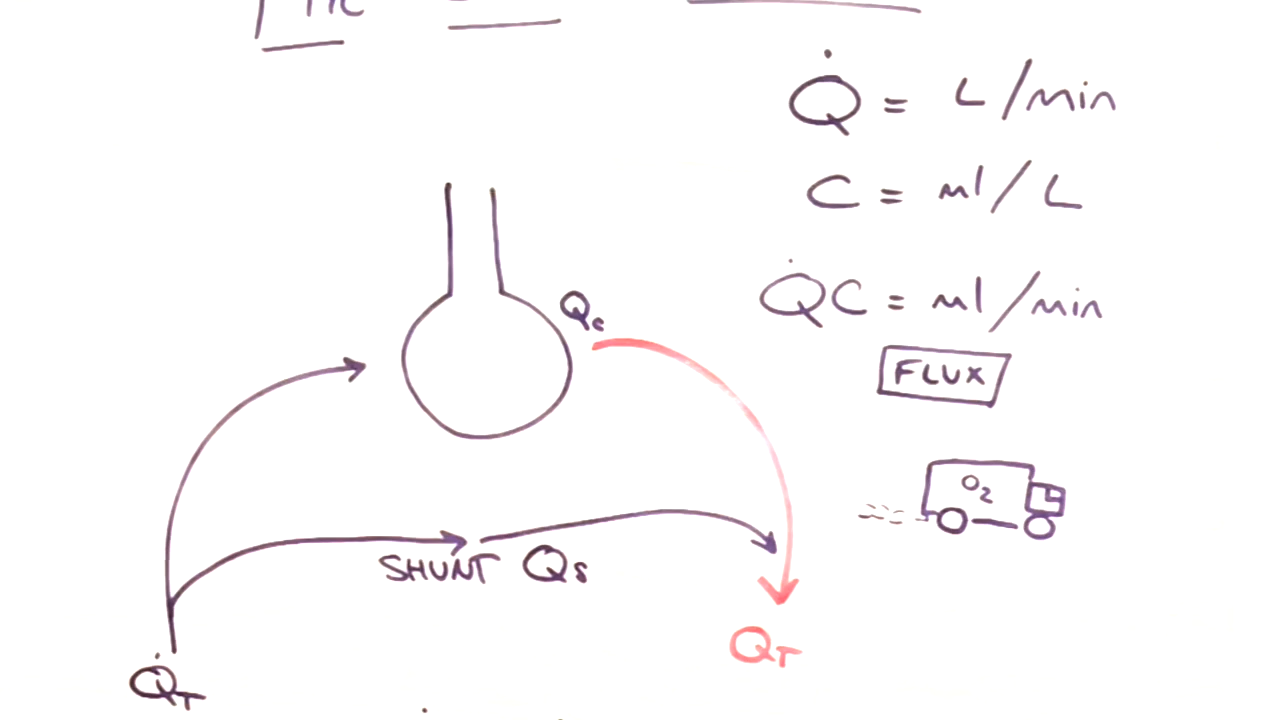 Q̇ = L/min
C = ml/L
Q̇C = ml/min
FLUX
Qc
O2
SHUNT Qs
QT
Q̇T